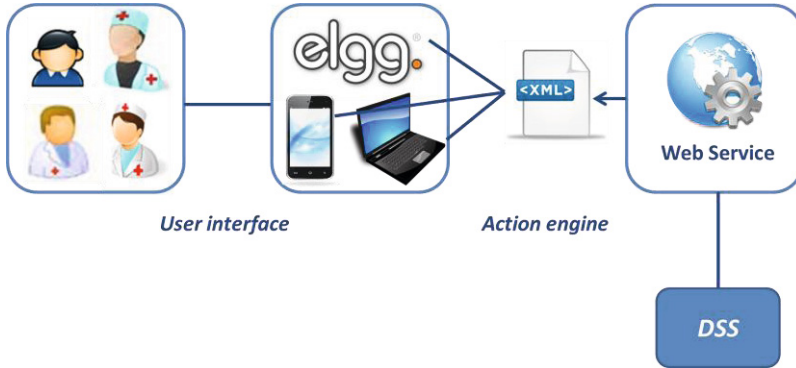 elgg.
<XML>
Web Service
User interface
Action engine
DSS